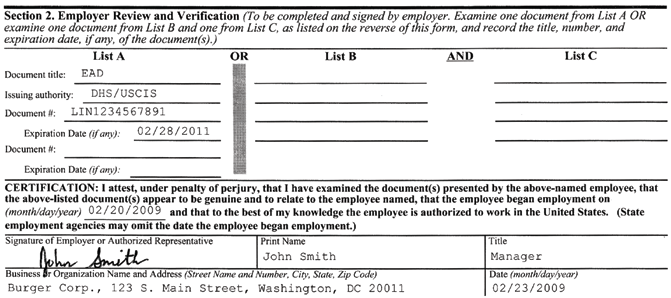 Section 2. Employer Review and Verification (To be completed and signed by employer. Examine one document from List A OR
examine one document from List B and one from List C, as listed on the reverse of this form, and record the title, number, and
expiration date, if any, of the document(s).)
List A OR List B AND List C
Document title: EAD
Issuing authority: DHS/USCIS
Document #: LIN1234567891
Expiration Date (if any): 02/28/2011
Document #:
Expiration Date (if any):
CERTIFICATION: I attest, under penalty of perjury, that I have examined the document(s) presented by the above-named employee, that
the above-listed document(s) appear to be genuine and to relate to the employee named, that the employee began employment on
(month/day/year) 02/20/2009 and that to the best of my knowledge the employee is authorized to work in the United States. (State
employment agencies may omit the date the employee began employment.)
Signature of Employer or Authorized Representative Print Name Title
John Smith John Smith Manager
Business or Organization Name and Address (Street Name and Number, City, State, Zip Code) Date (month/day/year)
Burger Corp., 123 S. Main Street, Washington, DC 20011 02/23/2009